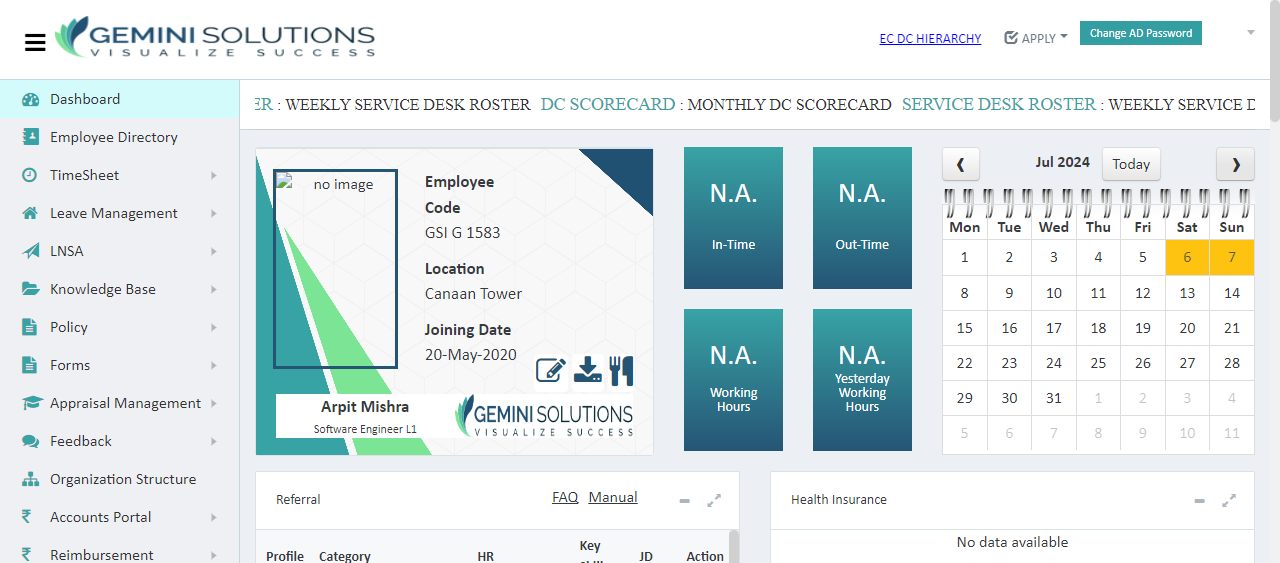 GEMINI SOLUTIONS
VISUALIZE SUCCESS
EC DC HIERARCHY
APPLY
Change AD Password
Dashboard
Employee Directory
TimeSheet
Leave Management
LNSA
Knowledge Base
Policy
Forms
Appraisal Management
Feedback
Organization Structure
Accounts Portal
Reimbursement
ER : WEEKLY SERVICE DESK ROSTER DC SCORECARD : MONTHLY DC SCORECARD SERVICE DESK ROSTER : WEEKLY SERVICE D
no image
Employee
Code
GSI G 1583
Location
Canaan Tower
Joining Date
20-May-2020
Arpit Mishra
Software Engineer L1
GEMINI SOLUTIONS
VISUALIZE SUCCESS
N.A.
In-Time
N.A.
Out-Time
N.A.
Working
Hours
N.A.
Yesterday
Working
Hours
Jul 2024
Today
Mon Tue Wed Thu Fri Sat Sun
1 2 3 4 5 6 7
8 9 10 11 12 13 14
15 16 17 18 19 20 21
22 23 24 25 26 27 28
29 30 31 1 2 3 4
5 6 7 8 9 10 11
Referral
FAQ Manual
Profile Category HR Key JD Action
Health Insurance
No data available